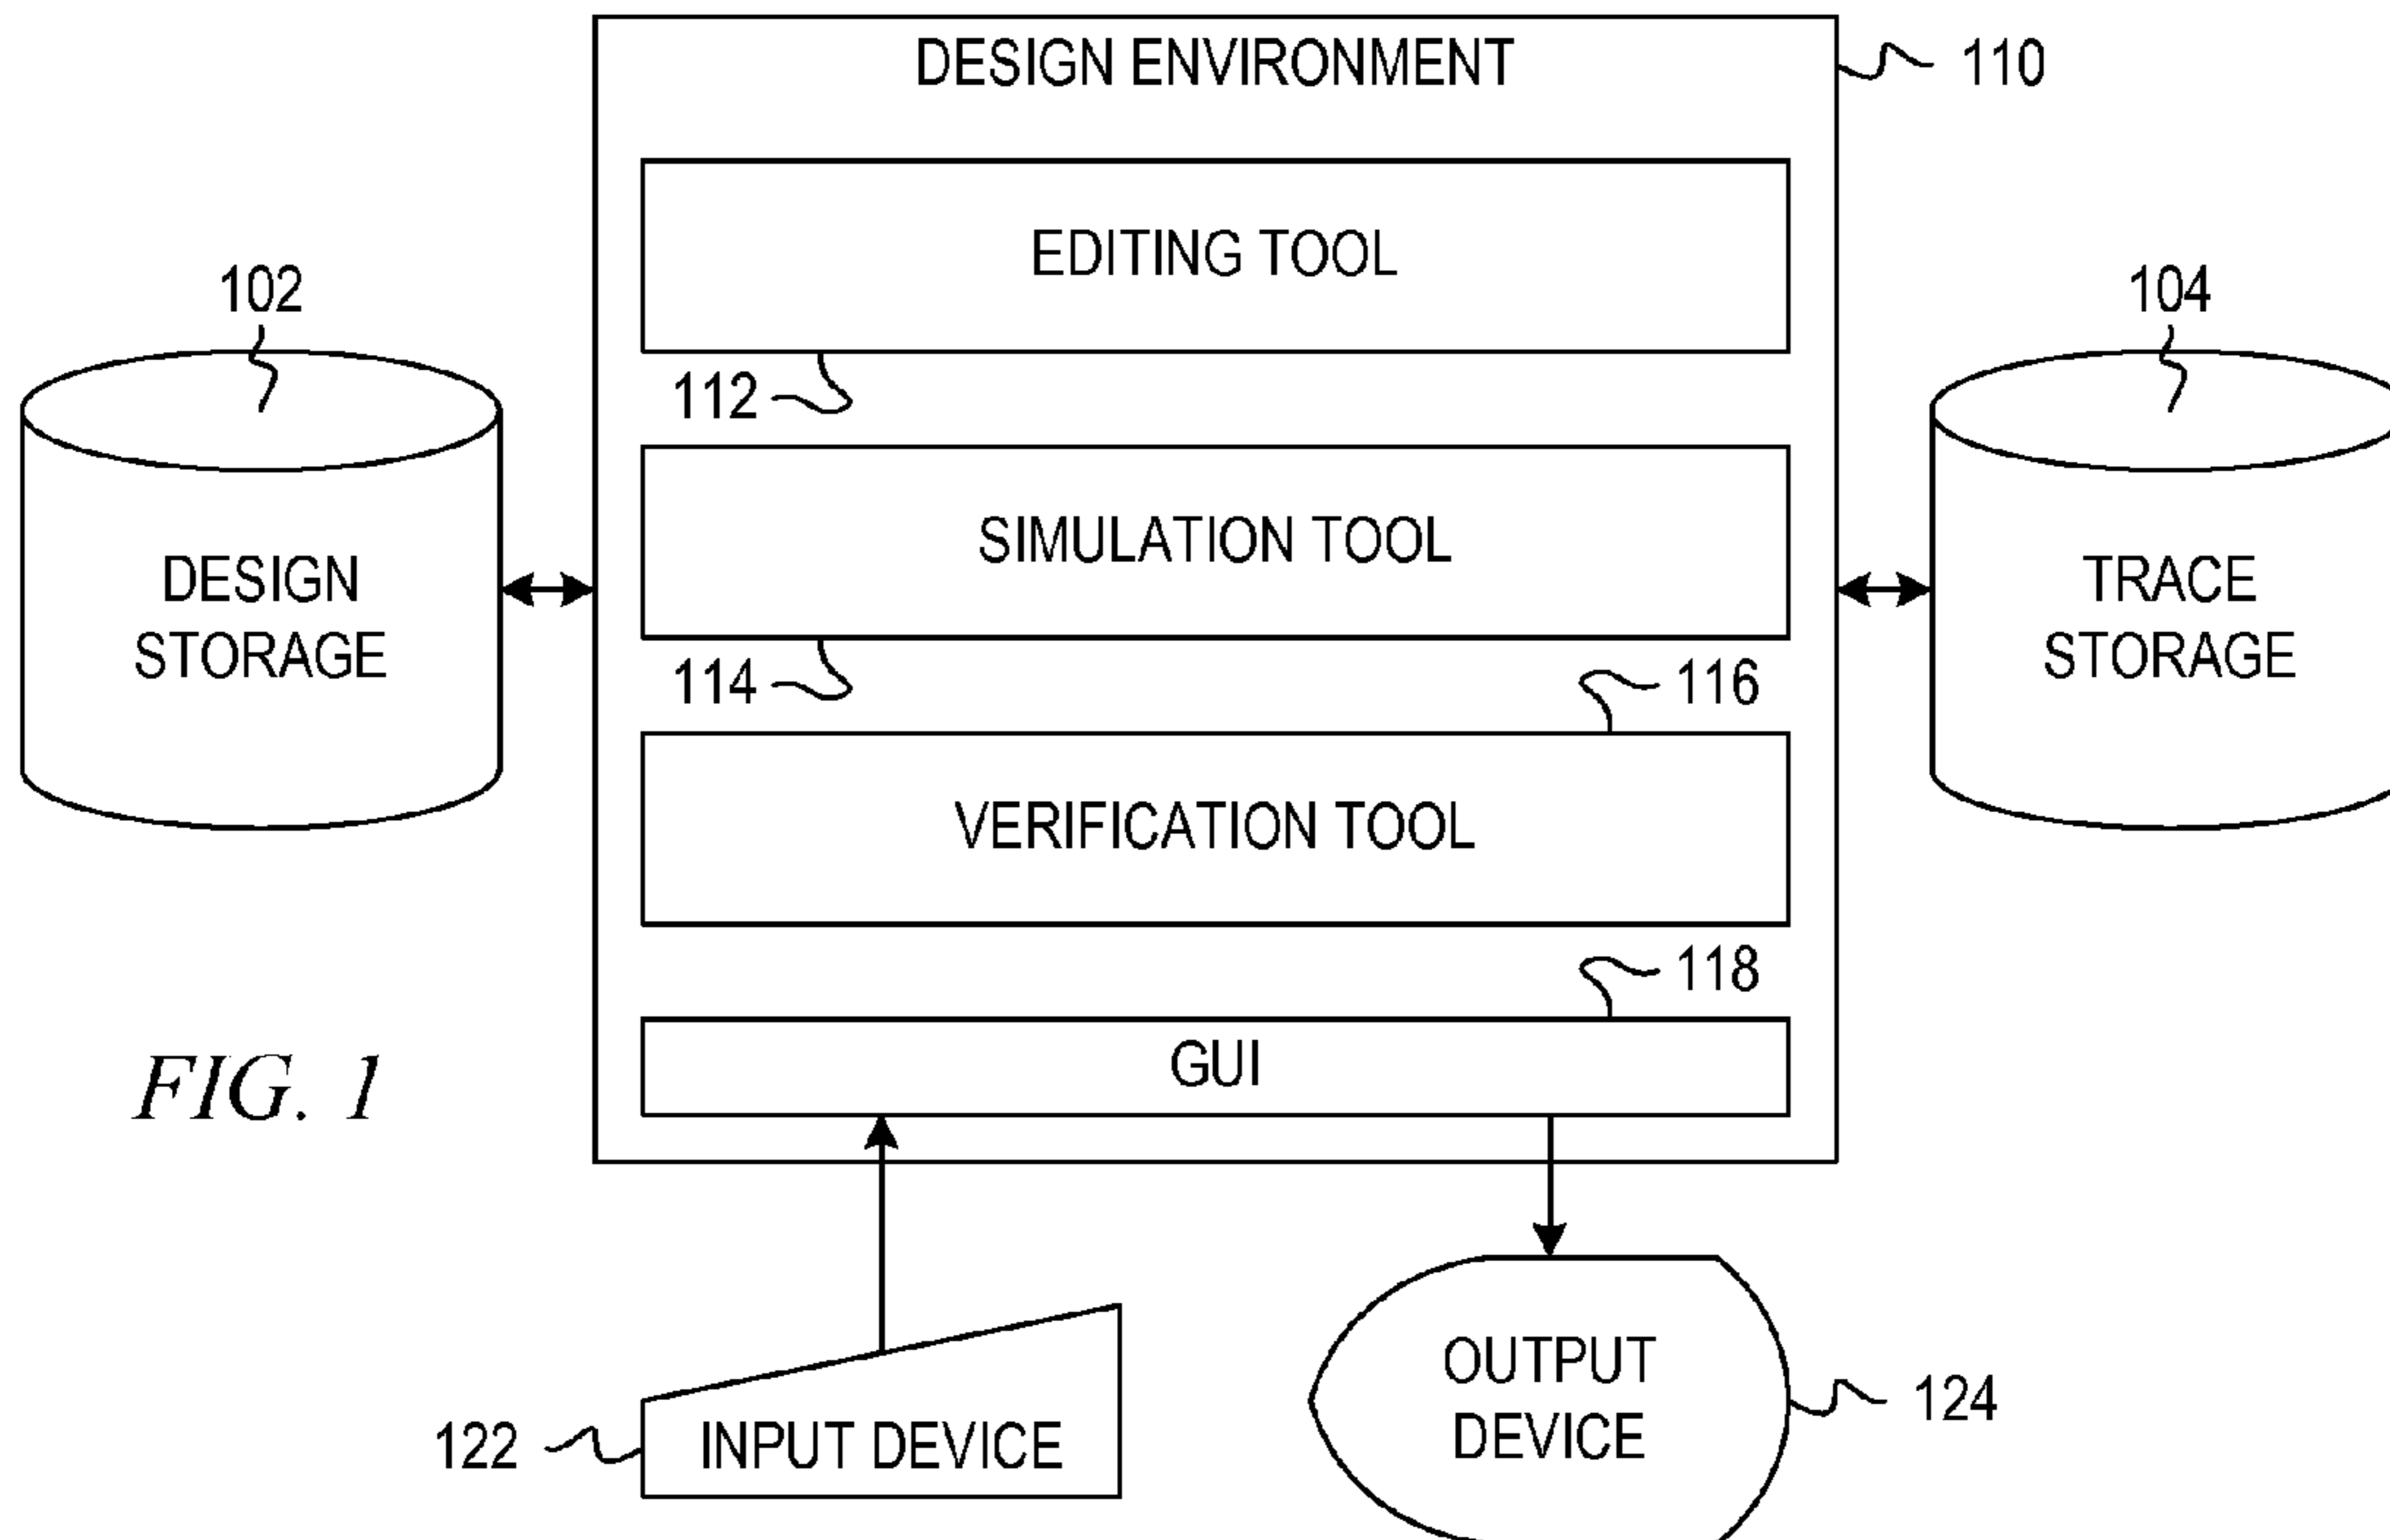 DESIGN ENVIRONMENT
110
EDITING TOOL
102
104
112
SIMULATION TOOL
DESIGN
STORAGE
TRACE
STORAGE
114
116
VERIFICATION TOOL
118
GUI
FIG. 1
OUTPUT
DEVICE
124
122
INPUT DEVICE